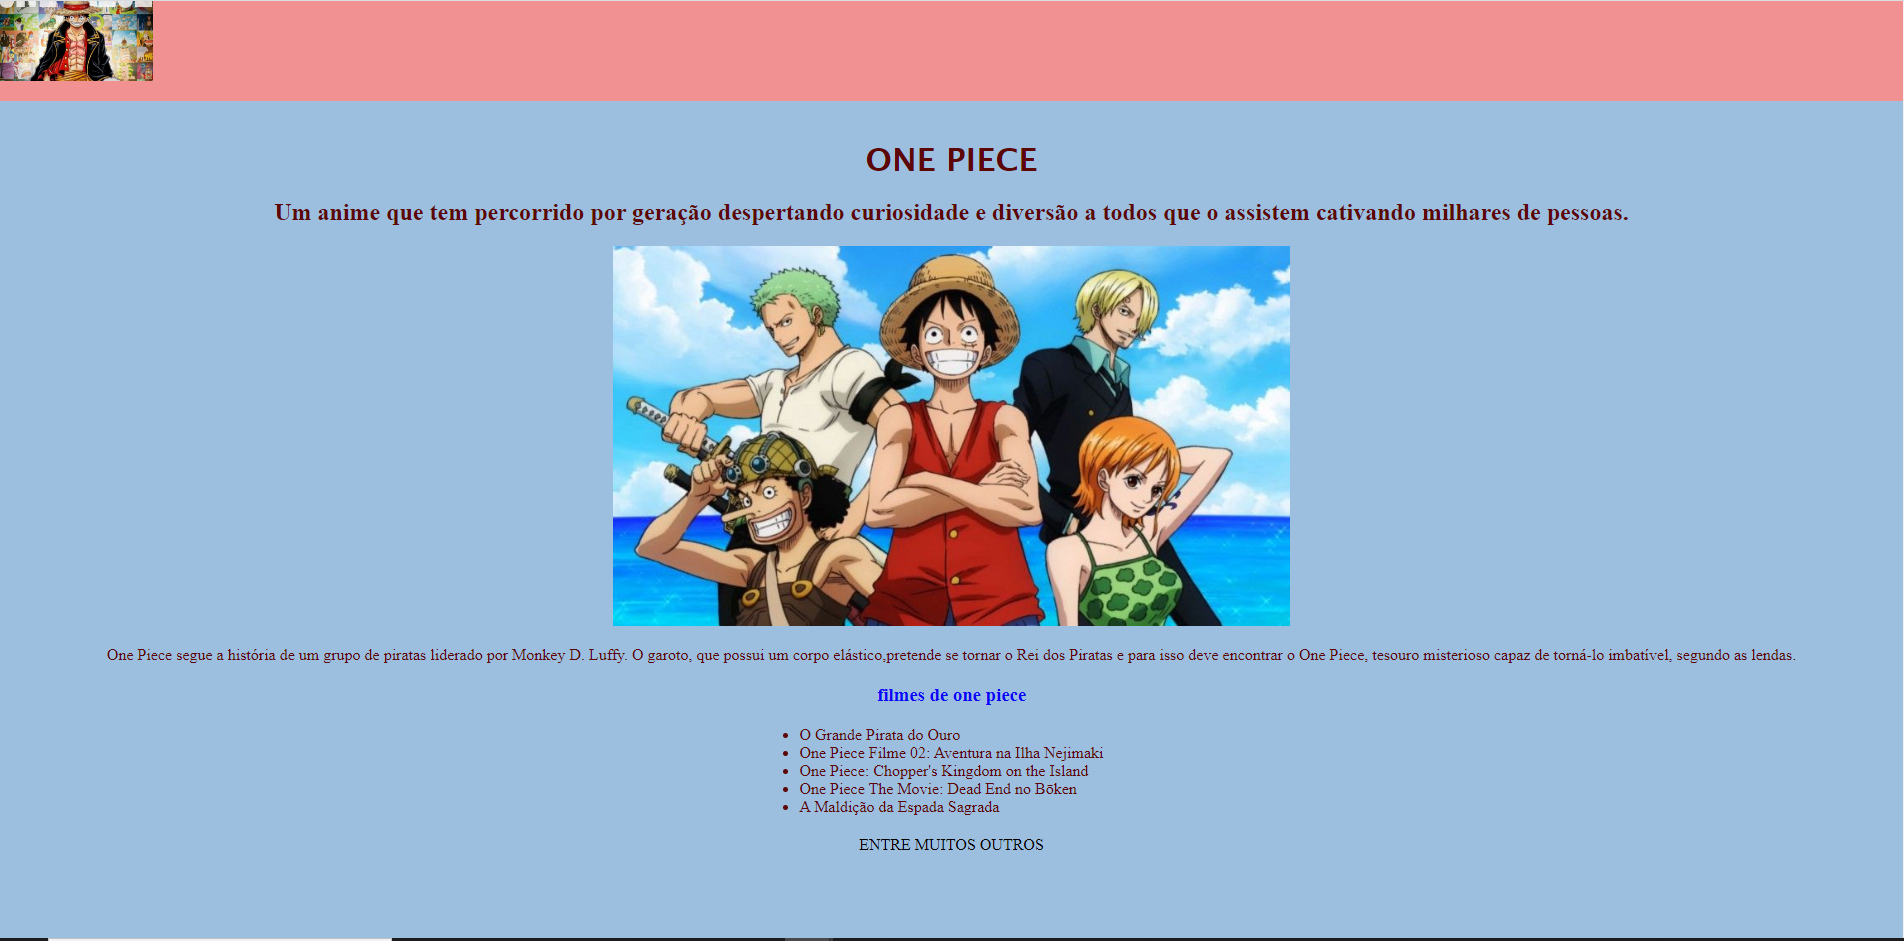 ONE PIECE
Um anime que tem percorrido por geração despertando curiosidade e diversão a todos que o assistem cativando milhares de pessoas.
One Piece segue a história de um grupo de piratas liderado por Monkey D. Luffy. O garoto, que possui um corpo elástico,pretende se tornar o Rei dos Piratas e para isso deve encontrar o One Piece, tesouro misterioso capaz de torná-lo imbatível, segundo as lendas.
filmes de one piece
• O Grande Pirata do Ouro
• One Piece Filme 02: Aventura na Ilha Nejimaki
• One Piece: Chopper's Kingdom on the Island
• One Piece The Movie: Dead End no Bōken
• A Maldição da Espada Sagrada
ENTRE MUITOS OUTROS